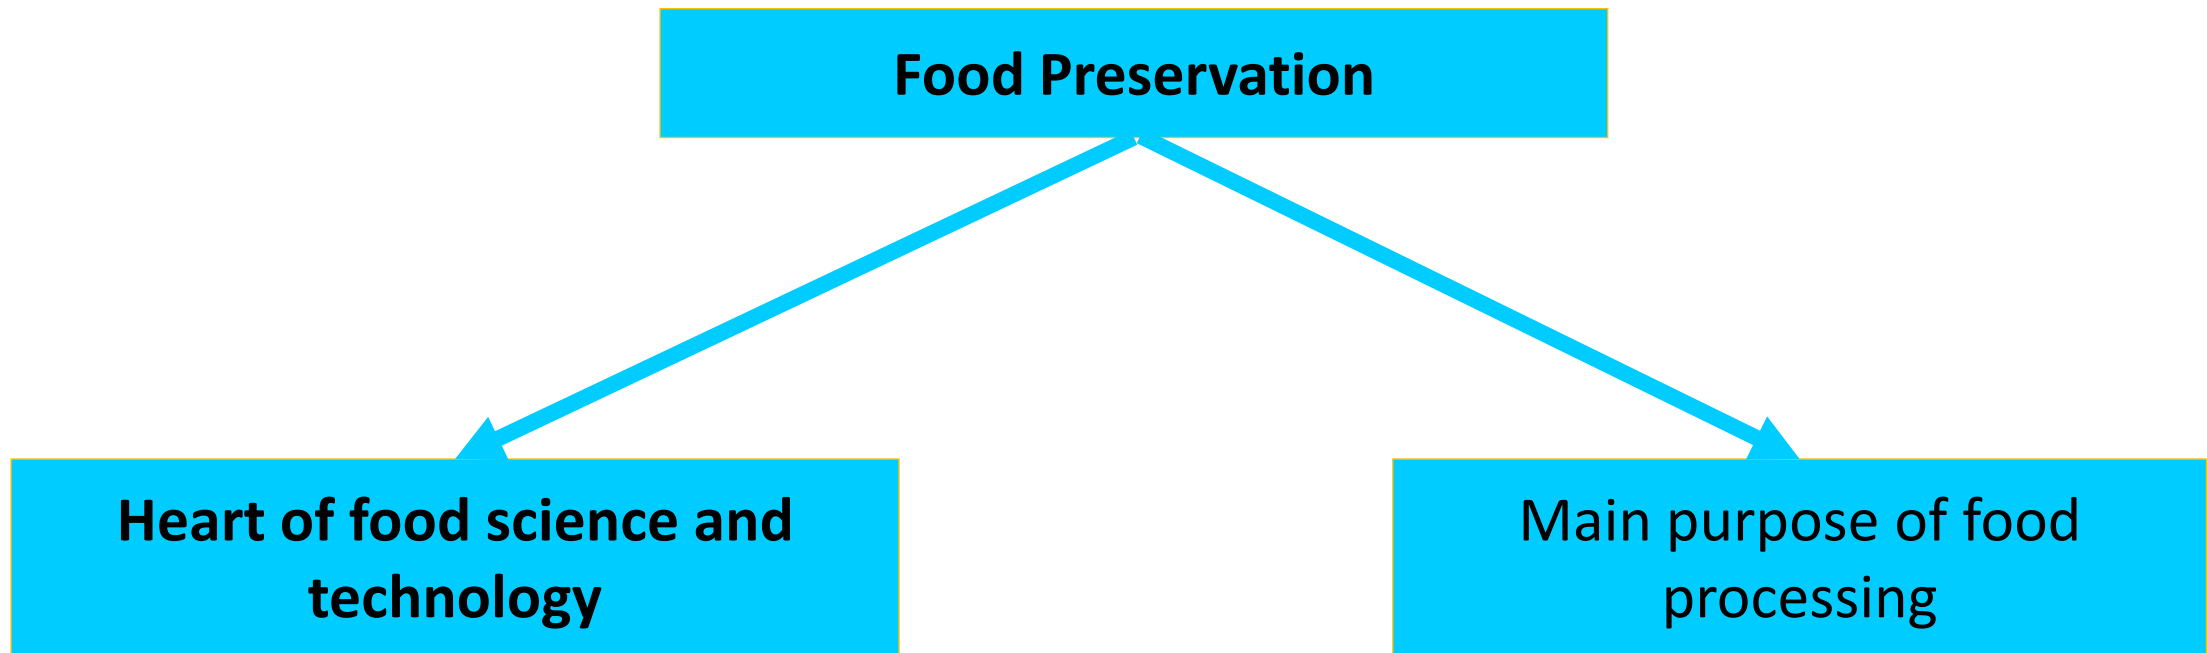 Food Preservation
Heart of food science and
technology
Main purpose of food
processing